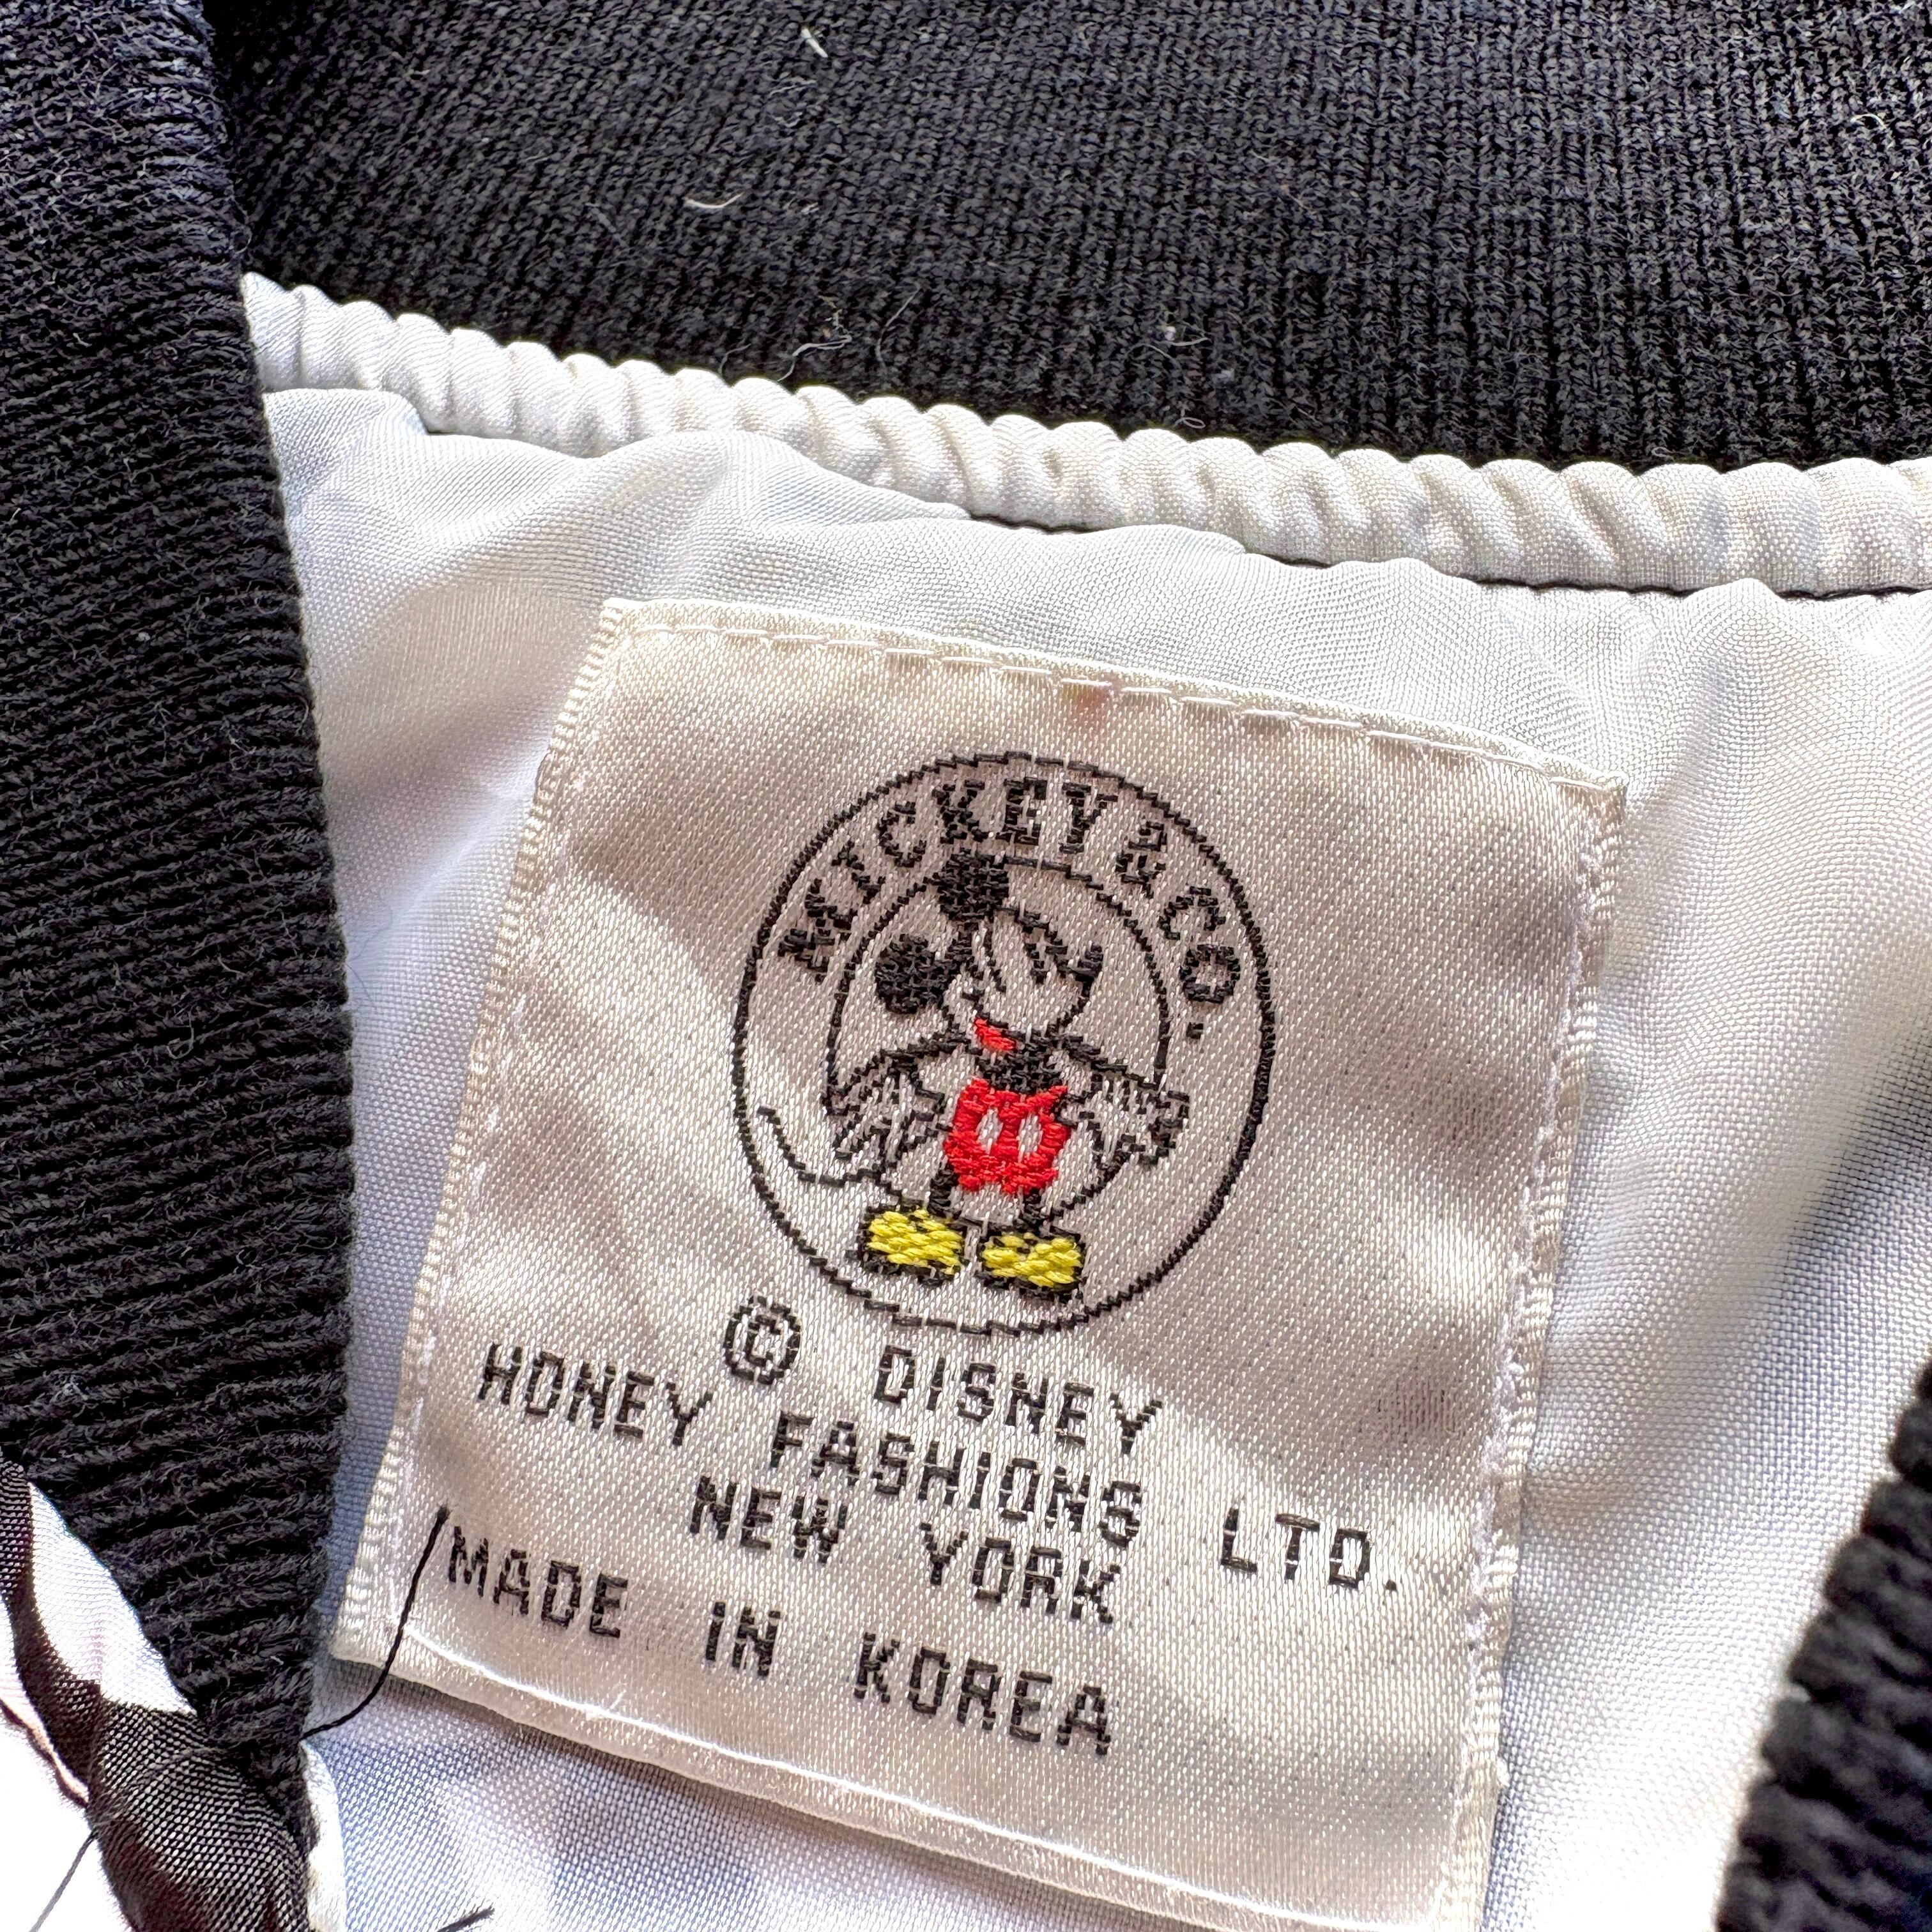 MICKEY & CO.
© DISNEY
HONEY FASHIONS LTD.
NEW YORK
MADE IN KOREA